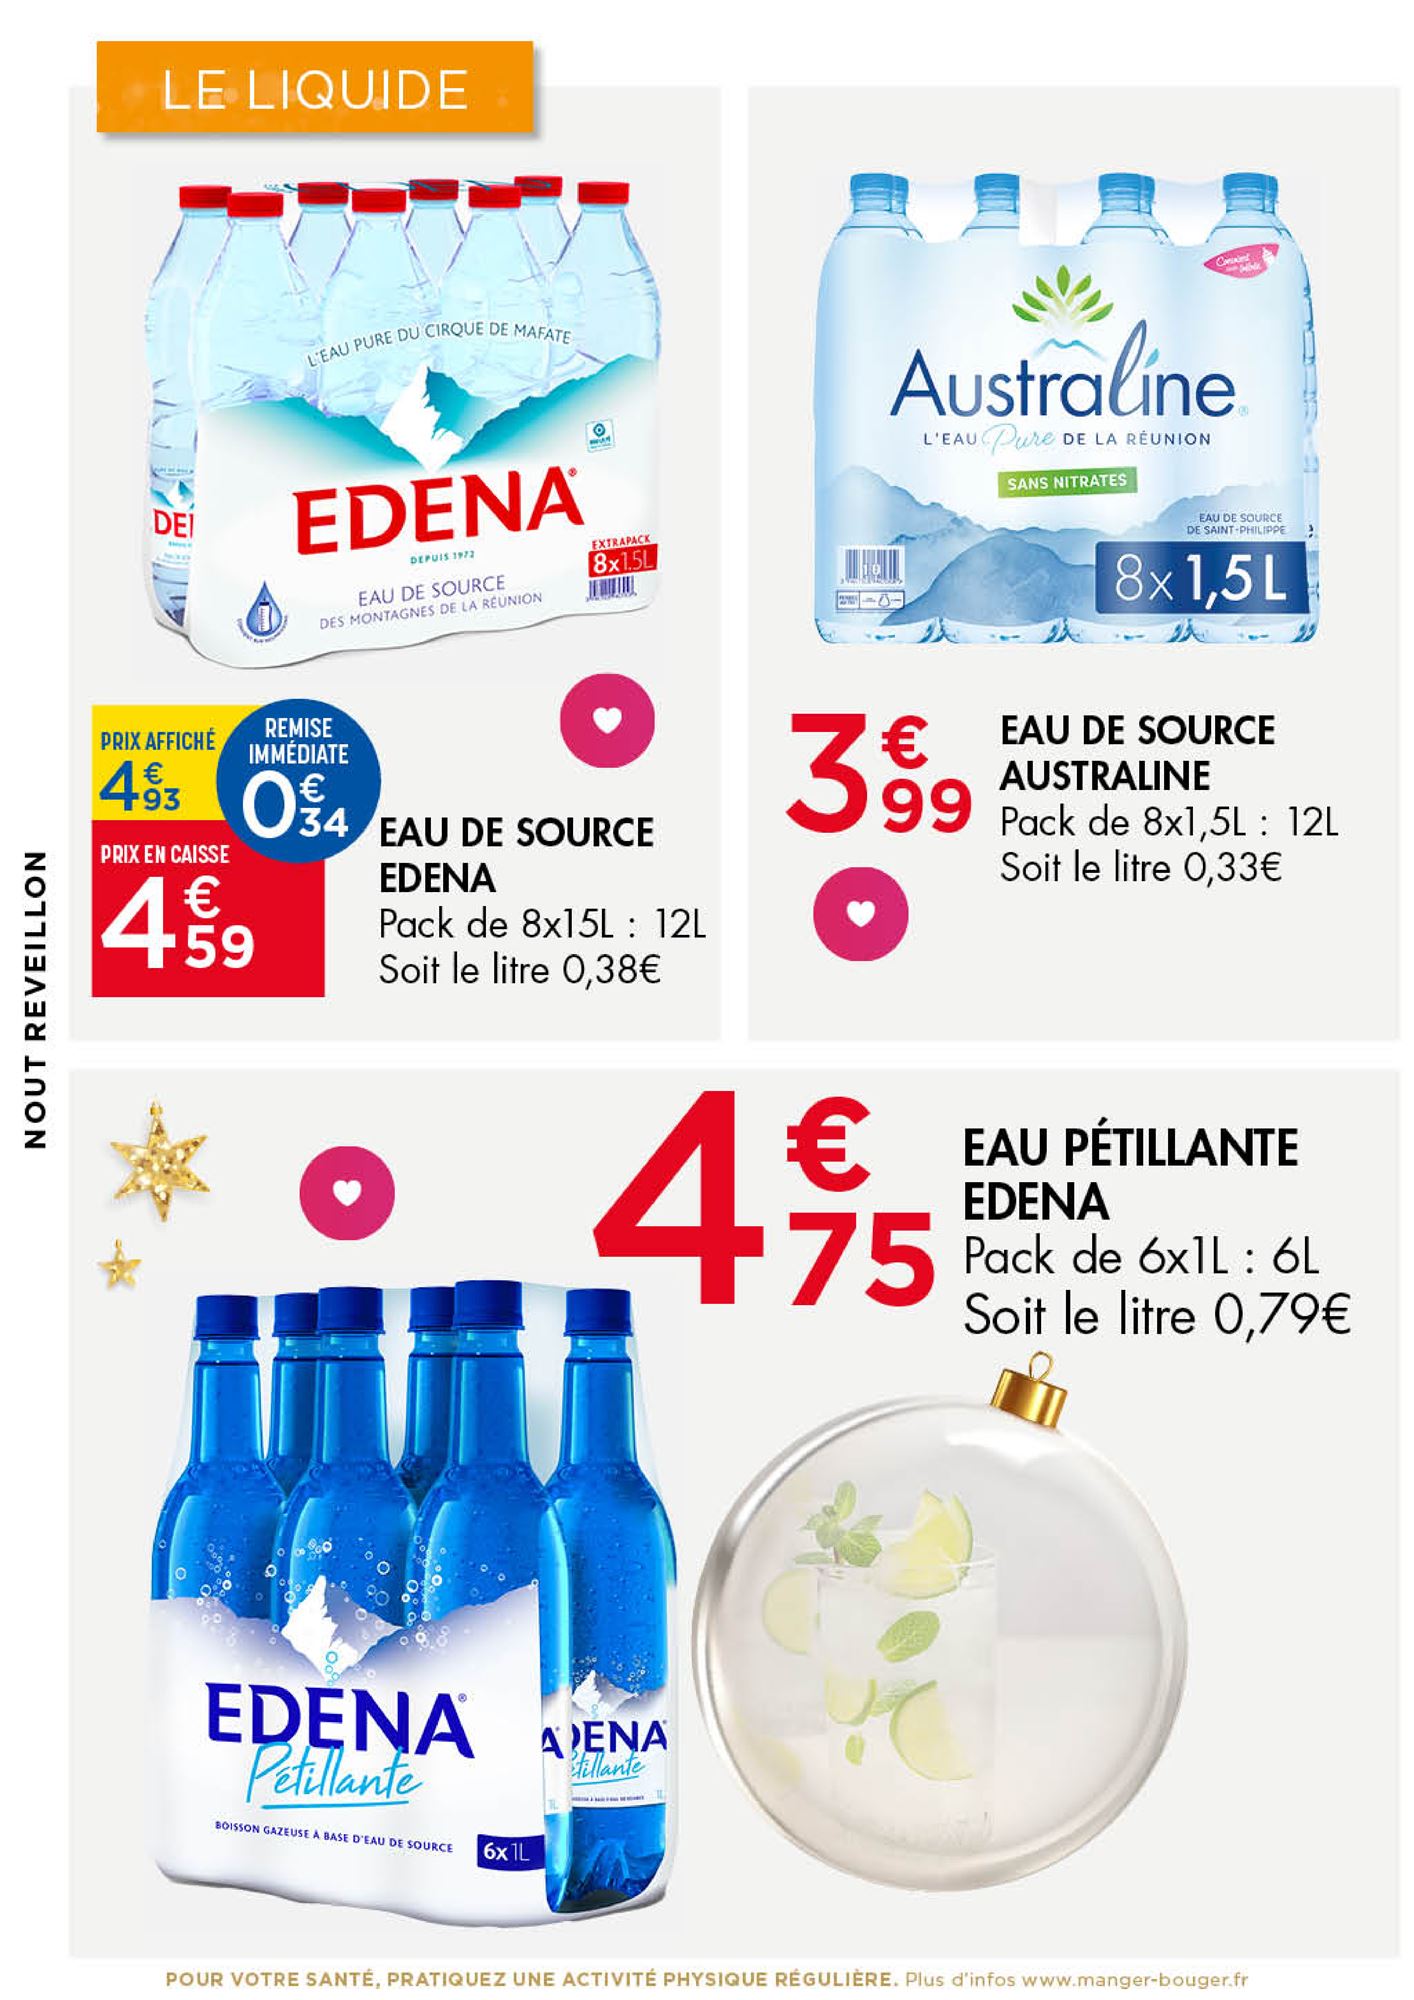 LE LIQUIDE
L'EAU PURE DU CIRQUE DE MAFATE
EDENA
DEPUIS 1972
EAU DE SOURCE
DES MONTAGNES DE LA RÉUNION
EXTRAPACK
8x1.5L
DE
PRIX AFFICHÉ
4€93
REMISE
IMMÉDIATE
0€34
PRIX EN CAISSE
4€59
EAU DE SOURCE
EDENA
Pack de 8x15L : 12L
Soit le litre 0,38€
Australine
L'EAU Pure DE LA RÉUNION
SANS NITRATES
EAU DE SOURCE
DE SAINT-PHILIPPE
8x1,5L
3€99
EAU DE SOURCE
AUSTRALINE
Pack de 8x1,5L : 12L
Soit le litre 0,33€
NOUT REVEILLON
4€75
EAU PÉTILLANTE
EDENA
Pack de 6x1L : 6L
Soit le litre 0,79€
EDENA
Pétillante
BOISSON GAZEUSE À BASE D'EAU DE SOURCE
6x1L
POUR VOTRE SANTÉ, PRATIQUEZ UNE ACTIVITÉ PHYSIQUE RÉGULIÈRE. Plus d'infos www.manger-bouger.fr